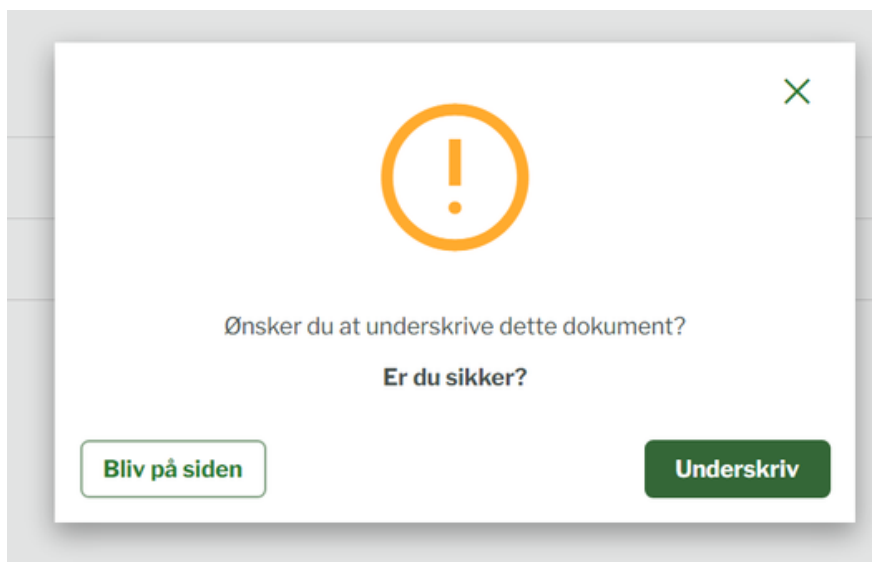 Ønsker du at underskrive dette dokument?
Er du sikker?
Bliv på siden
Underskriv